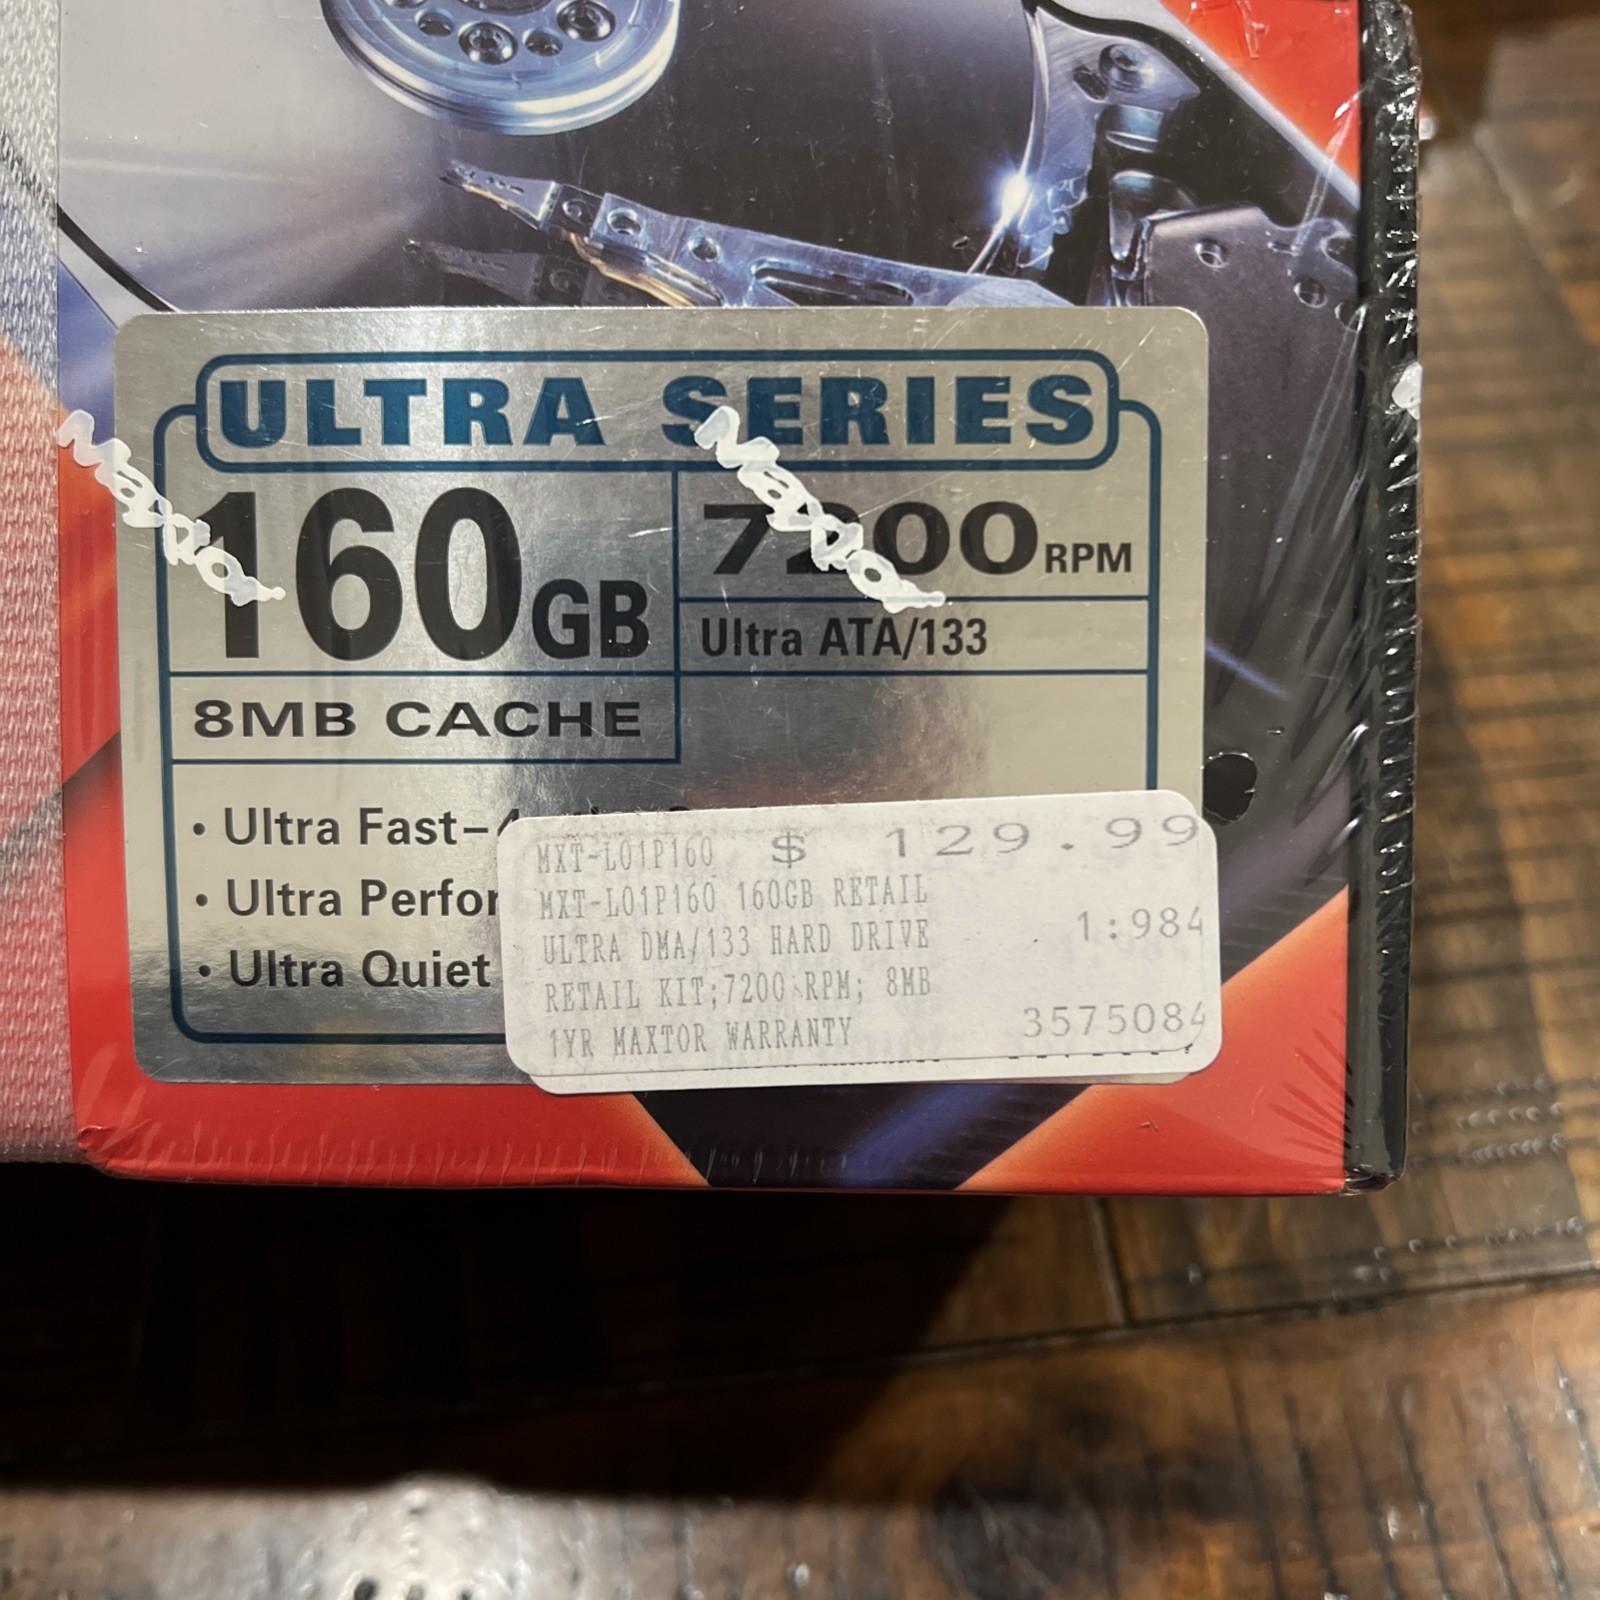 ULTRA SERIES
Maxtor
Maxtor
160GB
7200 RPM
Ultra ATA/133
8MB CACHE
• Ultra Fast–
• Ultra
• Ultra Quiet
MXT-L01P160 $ 129.99
MXT-L01P160 160GB RETAIL
ULTRA DMA/133 HARD DRIVE 1:984
RETAIL KIT;7200 RPM; 8MB
1YR MAXTOR WARRANTY 3575084